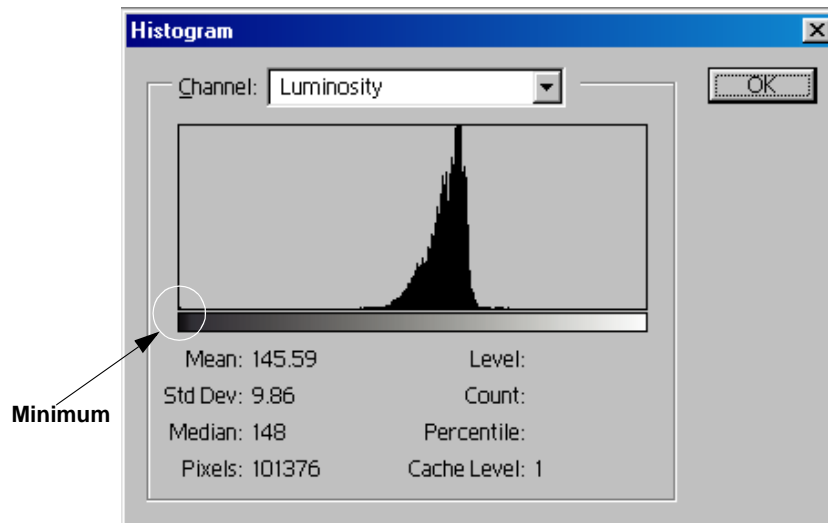 Histogram
Channel: Luminosity
OK
Mean: 145.59
Level:
Std Dev: 9.86
Count:
Minimum
Median: 148
Percentile:
Pixels: 101376
Cache Level: 1